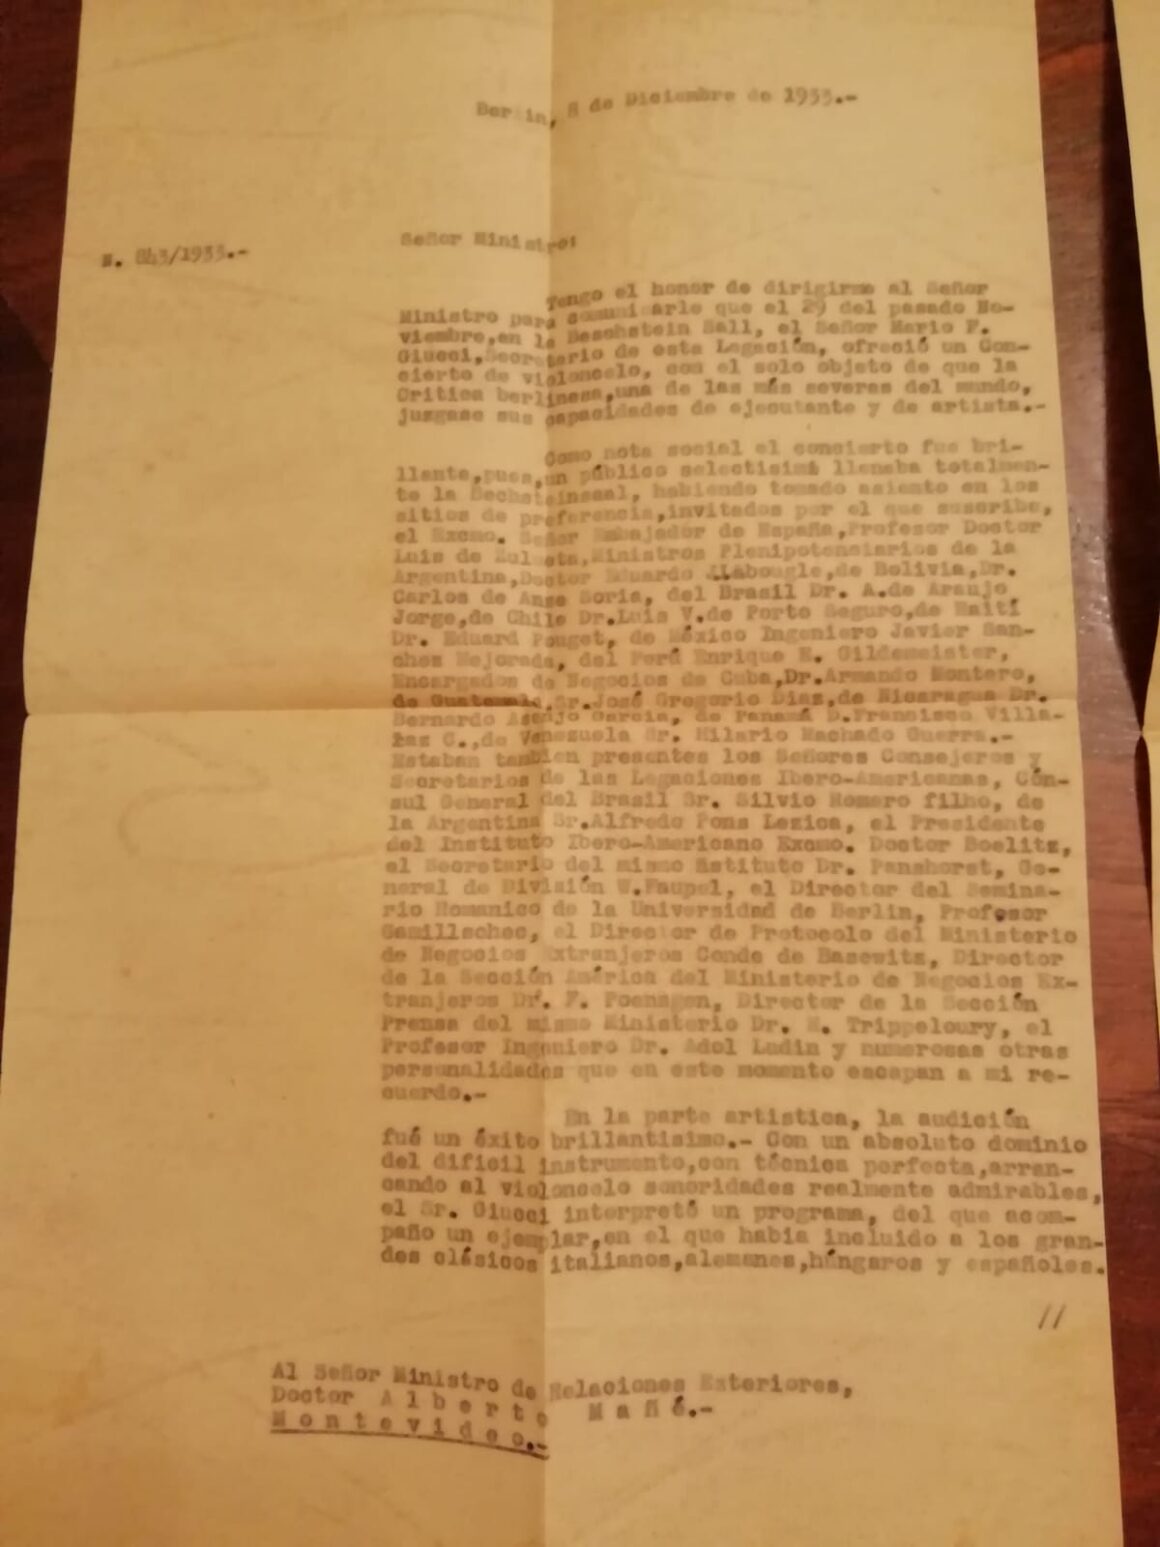 Berlin, 8 de Diciembre de 1933.-
N. 843/1933.-
Señor Ministro:
Tengo el honor de dirigirme al Señor
Ministro para comunicarle que el 29 del pasado No-
viembre,en la Beschstein Sall, el Señor Mario F.
Giucci,Secretario de esta Legación, ofreció un Con-
cierto de violoncelo, con el solo objeto de que la
Critica berlinesa,una de las más severas del mundo,
juzgase sus capacidades de ejecutante y de artista.-
Como nota social el concierto fue bri-
llante,pues,un público selectisimo llenaba totalmen-
te la Bechsteinsaal, habiendo tomado asiento en los
sitios de preferencia,invitados por el que suscribe,
el Excmo. Señor Embajador de España,Profesor Doctor
Luis de Zulueta,Ministros Plenipotenciarios de la
Argentina,Doctor Eduardo Labougle,de Bolivia,Dr.
Carlos de Anze Soria, del Brasil Dr. A.de Araujo
Jorge,de Chile Dr.Luis V.de Porto Seguro,de Haití
Dr. Eduard Pouget, de México Ingeniero Javier San-
chez Mejorada, del Perú Enrique E. Gildemeister,
Encargados de Negocios de Cuba,Dr.Armando Montero,
de Guatemala,Sr.José Gregorio Diaz,de Nicaragua Dr.
Bernardo García, de Panamá D.Francisco Villa-
laz C.,de Venezuela Sr. Hilario Machado Guerra.-
Estaban tambien presentes los Señores Consejeros y
Secretarios de las Legaciones Ibero-Americanas, Cón-
sul General del Brasil Sr. Silvio Romero filho, de
la Argentina Sr.Alfredo Pons Lezica, el Presidente
del Instituto Ibero-Americano Excmo. Doctor Boelitz,
el Secretario del mismo Estituto Dr. Panhorst, Ge-
neral de División W.Faupel, el Director del Semina-
rio Romanico de la Universidad de Berlin, Profesor
Gamillschec, el Director de Protocolo del Ministerio
de Negocios Extranjeros Conde de Basewitz, Director
de la Sección América del Ministerio de Negocios Ex-
tranjeros Dr. F. Poensgen, Director de la Sección
Prensa del mismo Ministerio Dr. E. Trippeloury, el
Profesor Ingeniero Dr. Adol Ludin y numerosas otras
personalidades que en este momento escapan a mi re-
cuerdo.-
En la parte artistica, la audición
fué un éxito brillantisimo.- Con un absoluto dominio
del dificil instrumento,con técnica perfecta,arran-
cando al violoncelo sonoridades realmente admirables,
el Sr. Giucci interpretó un programa, del que acom-
paño un ejemplar,en el que habia incluido a los gran-
des clásicos italianos,alemanes,húngaros y españoles.
//
Al Señor Ministro de Relaciones Exteriores,
Doctor Alberto Mañé.-
Montevideo.-